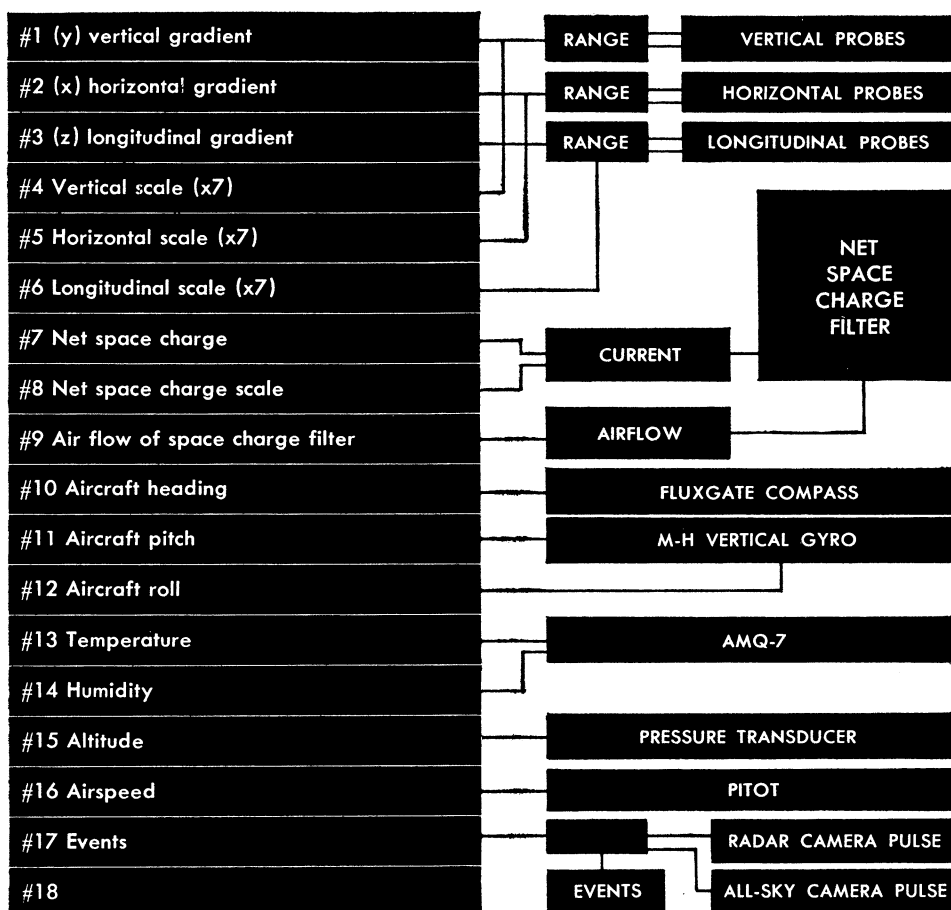 #1 (y) vertical gradient
RANGE
VERTICAL PROBES
#2 (x) horizontal gradient
RANGE
HORIZONTAL PROBES
#3 (z) longitudinal gradient
RANGE
LONGITUDINAL PROBES
#4 Vertical scale (x7)
#5 Horizontal scale (x7)
#6 Longitudinal scale (x7)
NET
SPACE
CHARGE
FILTER
#7 Net space charge
CURRENT
#8 Net space charge scale
#9 Air flow of space charge filter
AIRFLOW
#10 Aircraft heading
FLUXGATE COMPASS
#11 Aircraft pitch
M-H VERTICAL GYRO
#12 Aircraft roll
#13 Temperature
AMQ-7
#14 Humidity
#15 Altitude
PRESSURE TRANSDUCER
#16 Airspeed
PITOT
#17 Events
RADAR CAMERA PULSE
#18
EVENTS
ALL-SKY CAMERA PULSE